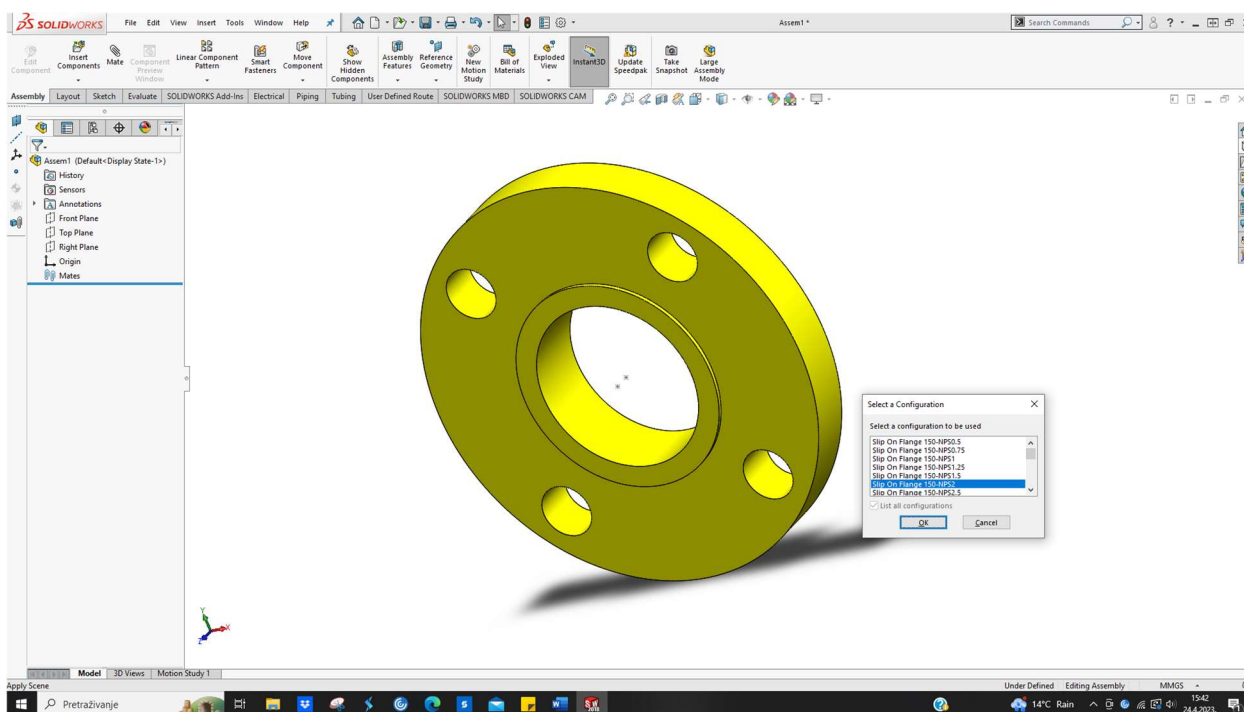 SOLIDWORKS File Edit View Insert Tools Window Help Assem1 * Search Commands
Edit Component
Insert Components
Mate
Component Preview Window
Linear Component Pattern
Smart Fasteners
Move Component
Show Hidden Components
Assembly Features
Reference Geometry
New Motion Study
Bill of Materials
Exploded View
Instant3D
Update Speedpak
Take Snapshot
Large Assembly Mode
Assembly Layout Sketch Evaluate SOLIDWORKS Add-Ins Electrical Piping Tubing User Defined Route SOLIDWORKS MBD SOLIDWORKS CAM
Assem1 (Default<Display State-1>)
History
Sensors
Annotations
Front Plane
Top Plane
Right Plane
Origin
Mates
Select a Configuration
Select a configuration to be used
Slip On Flange 150-NPS0.5
Slip On Flange 150-NPS0.75
Slip On Flange 150-NPS1
Slip On Flange 150-NPS1.25
Slip On Flange 150-NPS1.5
Slip On Flange 150-NPS2
Slip On Flange 150-NPS2.5
List all configurations
OK Cancel
Y
X
Z
Model 3D Views Motion Study 1
Apply Scene Under Defined Editing Assembly MMGS
Pretraživanje 14°C Rain 15:42
24.4.2023.